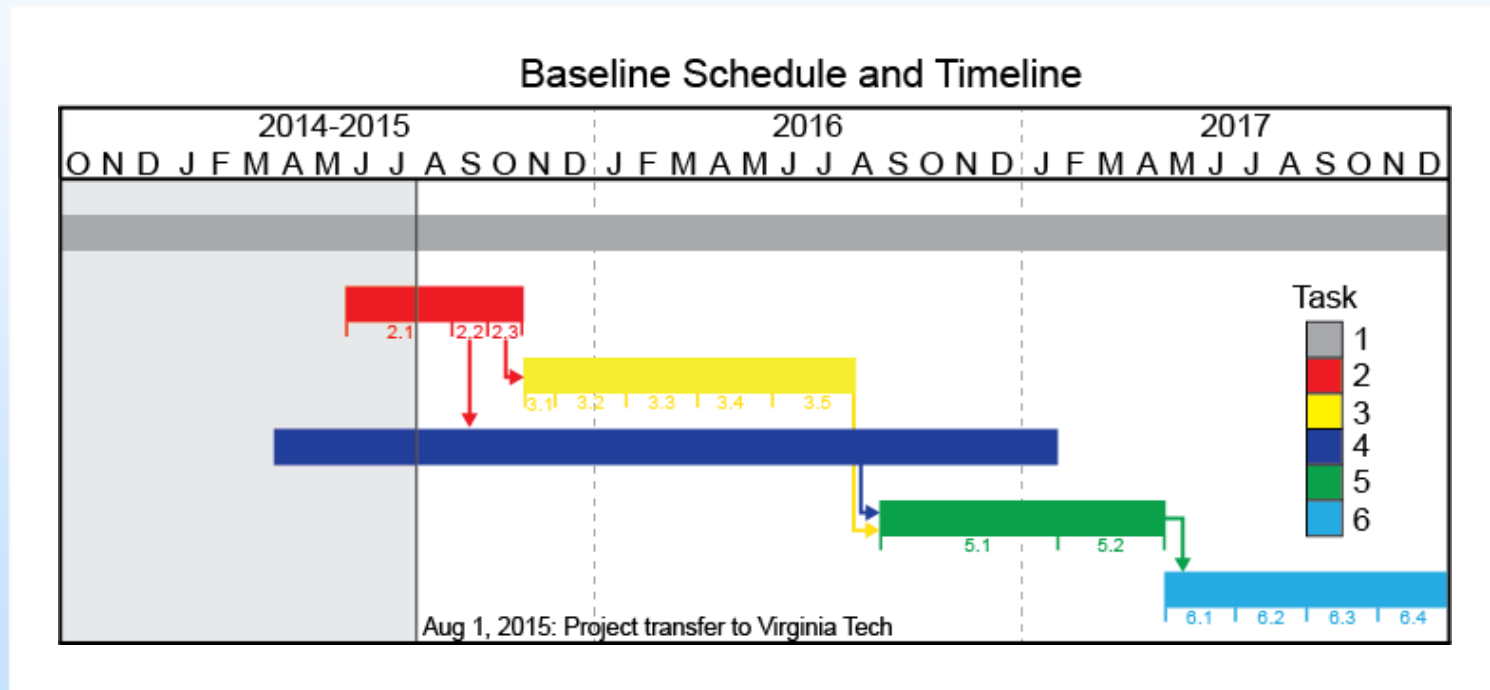 Baseline Schedule and Timeline
2014-2015 2016 2017
O N D J F M A M J J A S O N D J F M A M J J A S O N D J F M A M J J A S O N D
Task
1
2
3
4
5
6
2.1 2.2 2.3
3.1 3.2 3.3 3.4 3.5
5.1 5.2
6.1 6.2 6.3 6.4
Aug 1, 2015: Project transfer to Virginia Tech